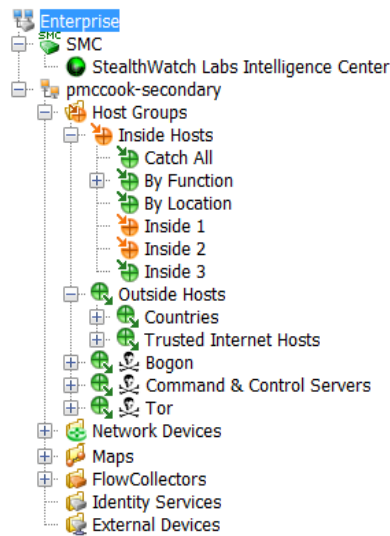 Enterprise
SMC
SMC
StealthWatch Labs Intelligence Center
pmccook-secondary
Host Groups
Inside Hosts
Catch All
By Function
By Location
Inside 1
Inside 2
Inside 3
Outside Hosts
Countries
Trusted Internet Hosts
Bogon
Command & Control Servers
Tor
Network Devices
Maps
FlowCollectors
Identity Services
External Devices